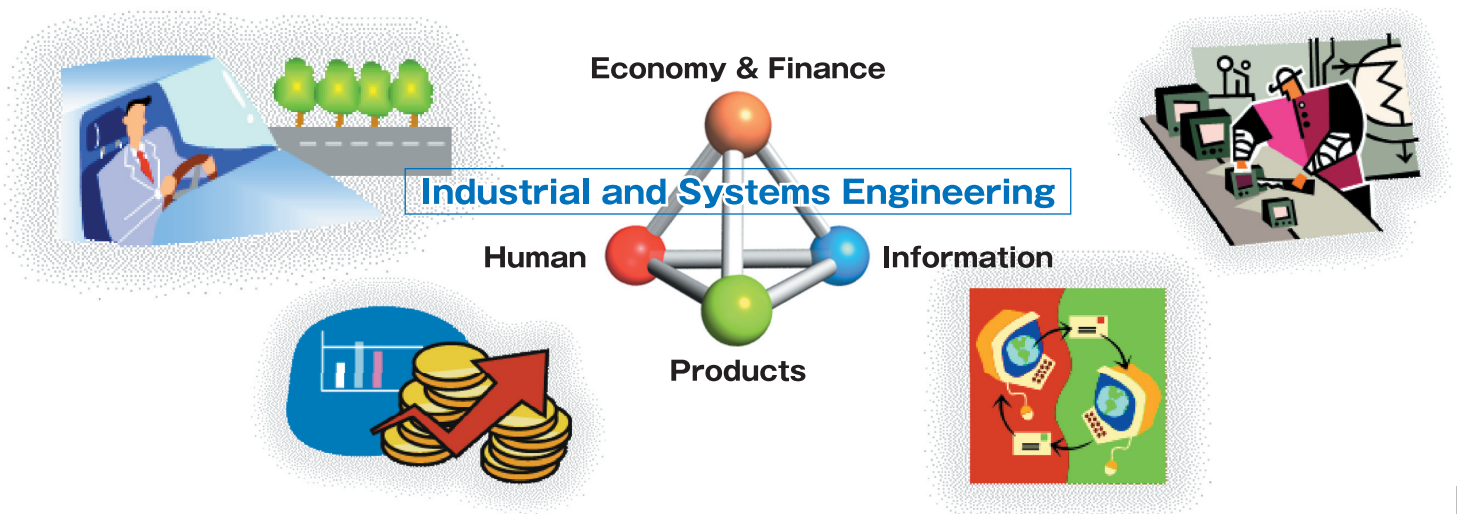 Economy & Finance
Industrial and Systems Engineering
Human
Information
Products